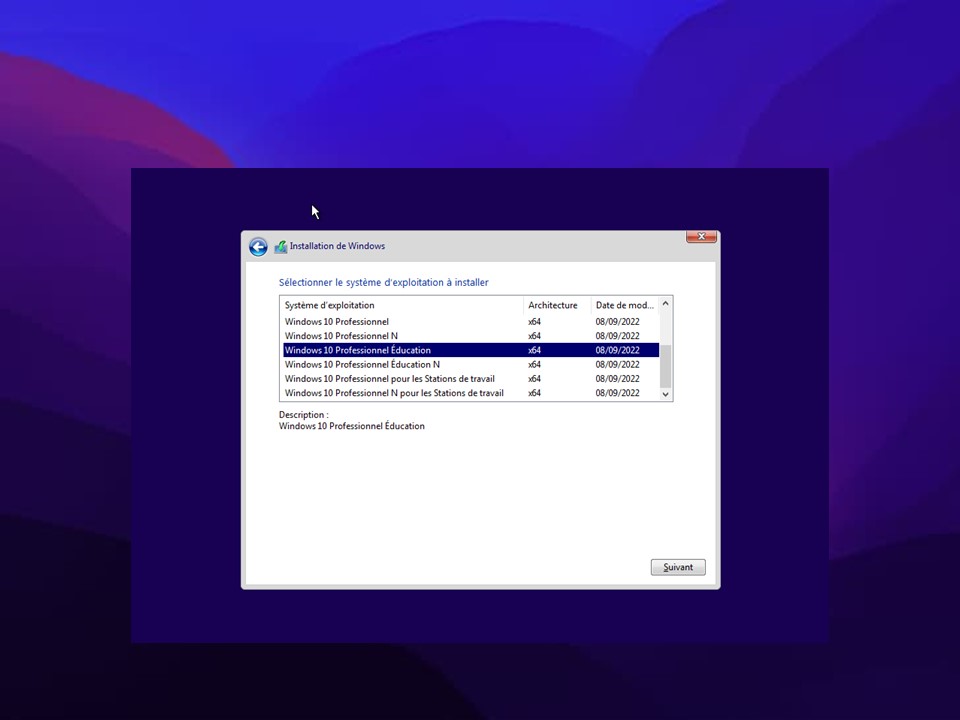 Installation de Windows
Sélectionner le système d'exploitation à installer
Système d'exploitation Architecture Date de mod...
Windows 10 Professionnel x64 08/09/2022
Windows 10 Professionnel N x64 08/09/2022
Windows 10 Professionnel Éducation x64 08/09/2022
Windows 10 Professionnel Éducation N x64 08/09/2022
Windows 10 Professionnel pour les Stations de travail x64 08/09/2022
Windows 10 Professionnel N pour les Stations de travail x64 08/09/2022
Description :
Windows 10 Professionnel Éducation
Suivant